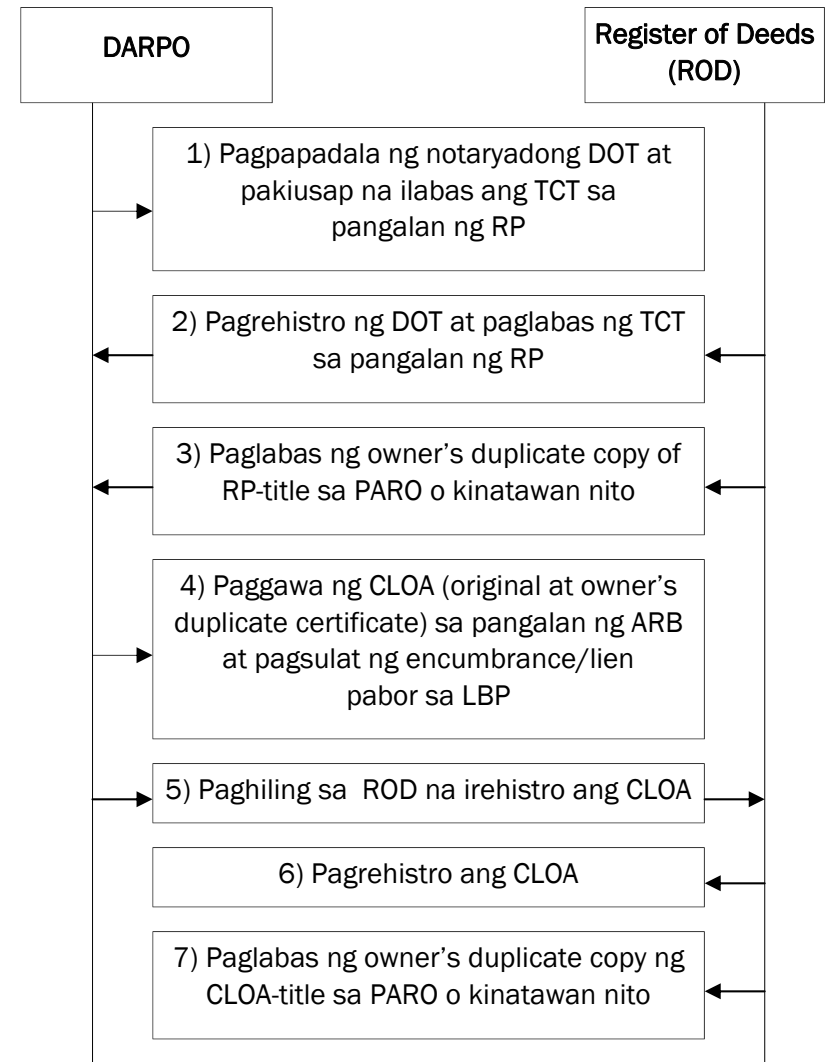 DARPO
Register of Deeds
(ROD)
1) Pagpapadala ng notaryadong DOT at
pakiusap na ilabas ang TCT sa
pangalan ng RP
2) Pagrehistro ng DOT at paglabas ng TCT
sa pangalan ng RP
3) Paglabas ng owner’s duplicate copy of
RP-title sa PARO o kinatawan nito
4) Paggawa ng CLOA (original at owner’s
duplicate certificate) sa pangalan ng ARB
at pagsulat ng encumbrance/lien
pabor sa LBP
5) Paghiling sa ROD na irehistro ang CLOA
6) Pagrehistro ang CLOA
7) Paglabas ng owner’s duplicate copy ng
CLOA-title sa PARO o kinatawan nito